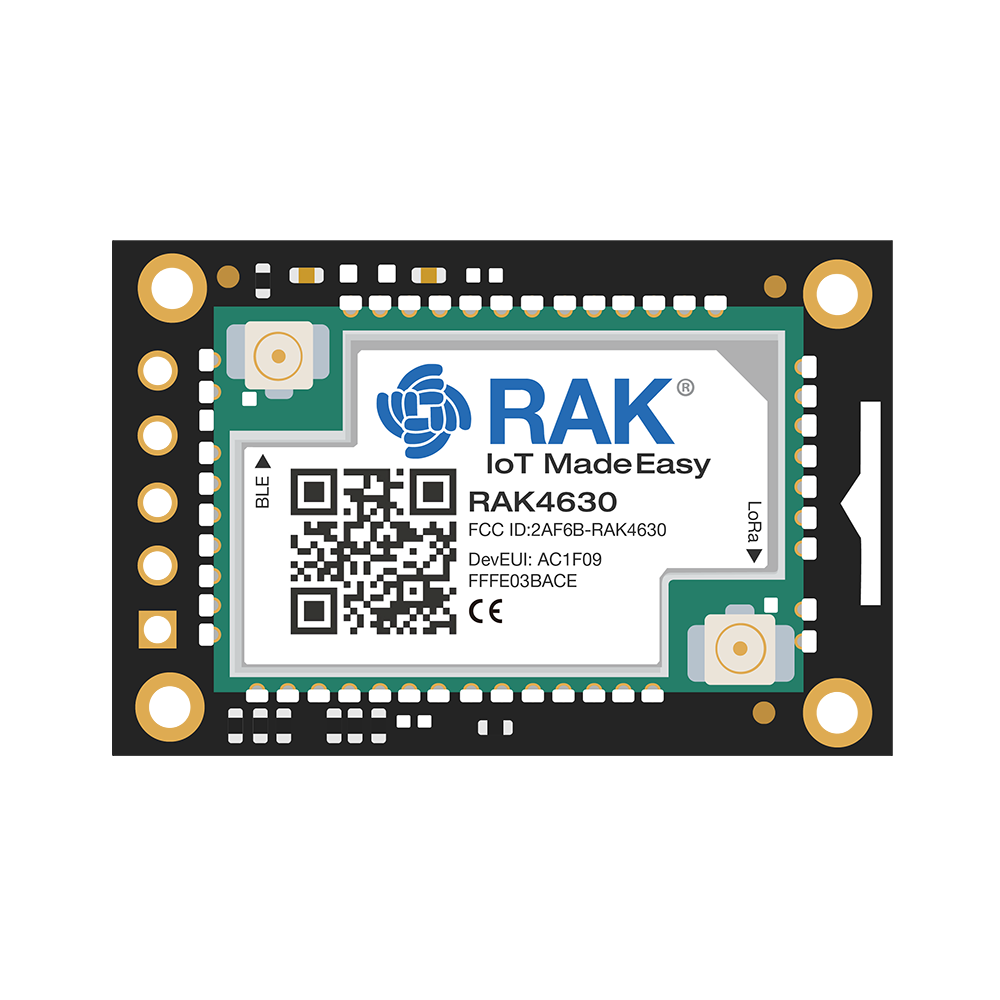 RAK®
IoT Made Easy
BLE ▲
RAK4630
FCC ID:2AF6B-RAK4630
DevEUI: AC1F09
FFFE03BACE
CE
LoRa ▼